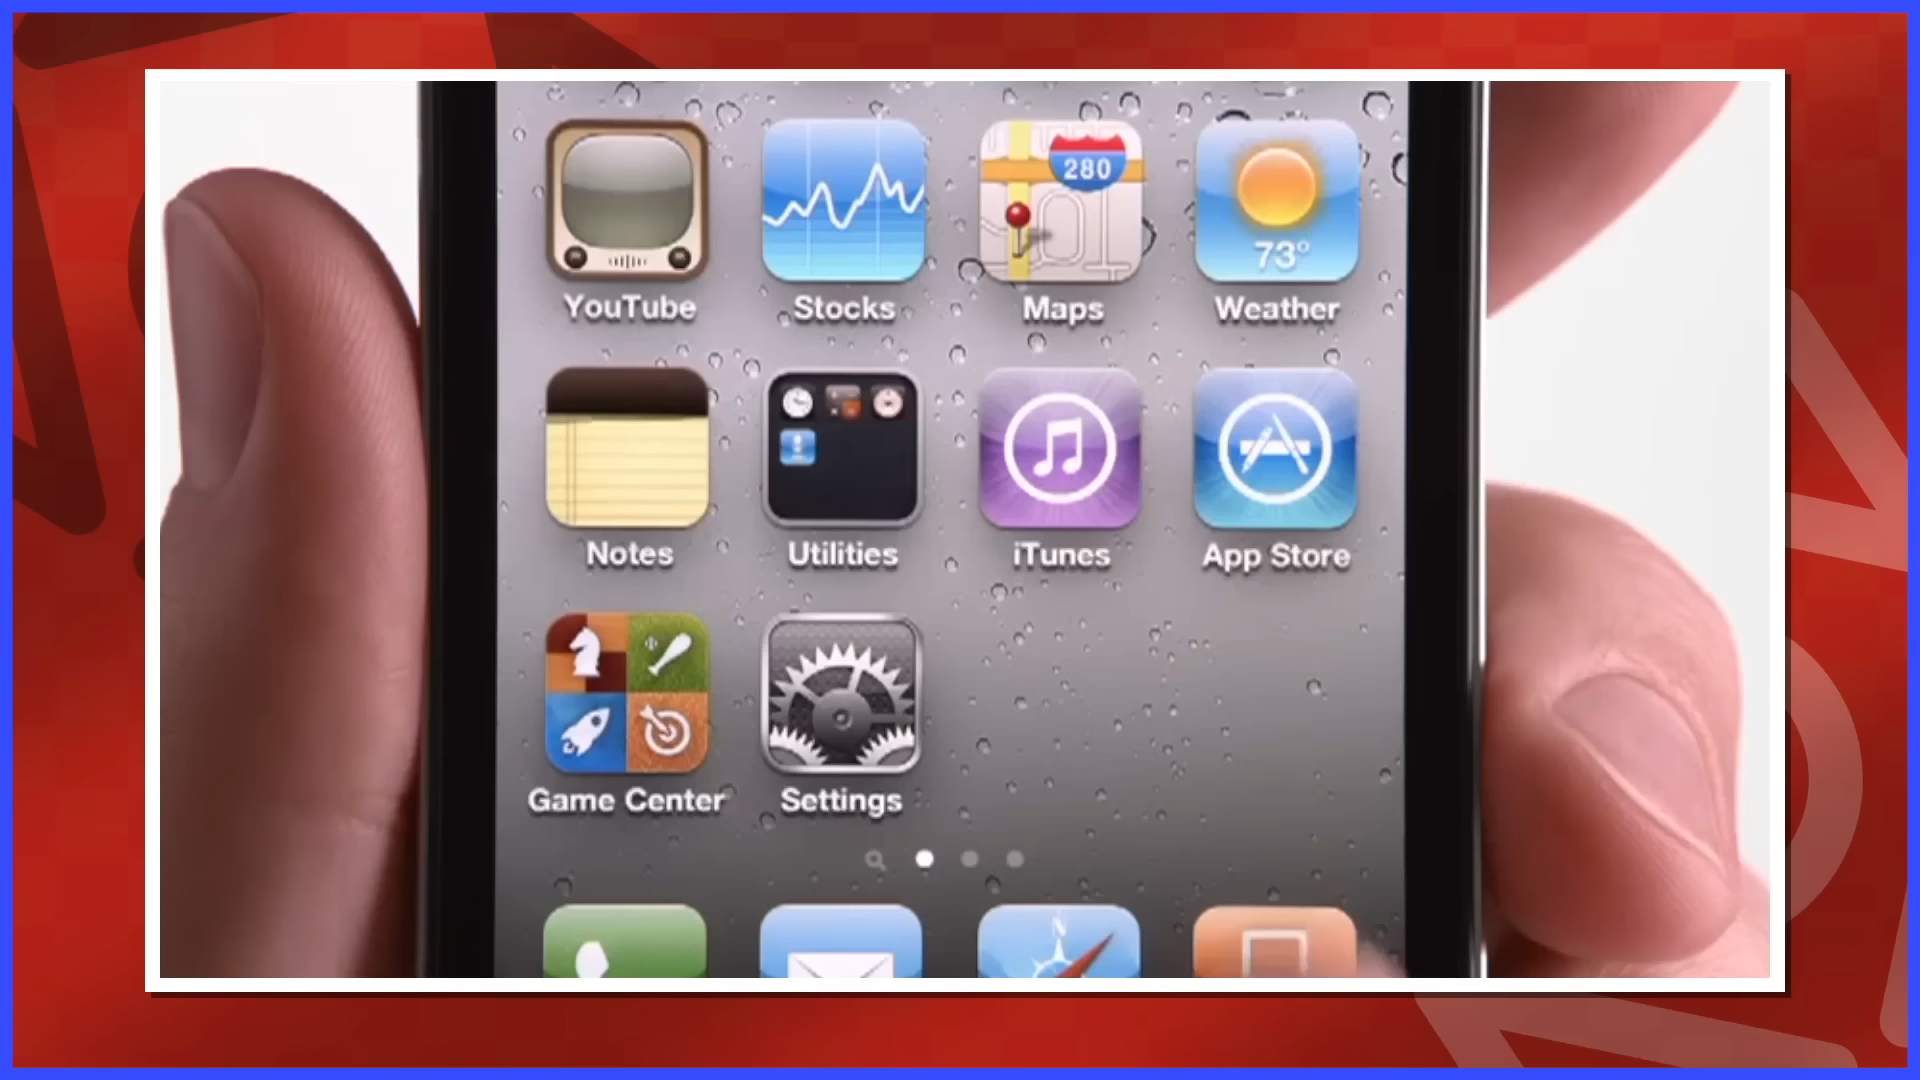 280
73°
YouTube Stocks Maps Weather
Notes Utilities iTunes App Store
Game Center Settings
N